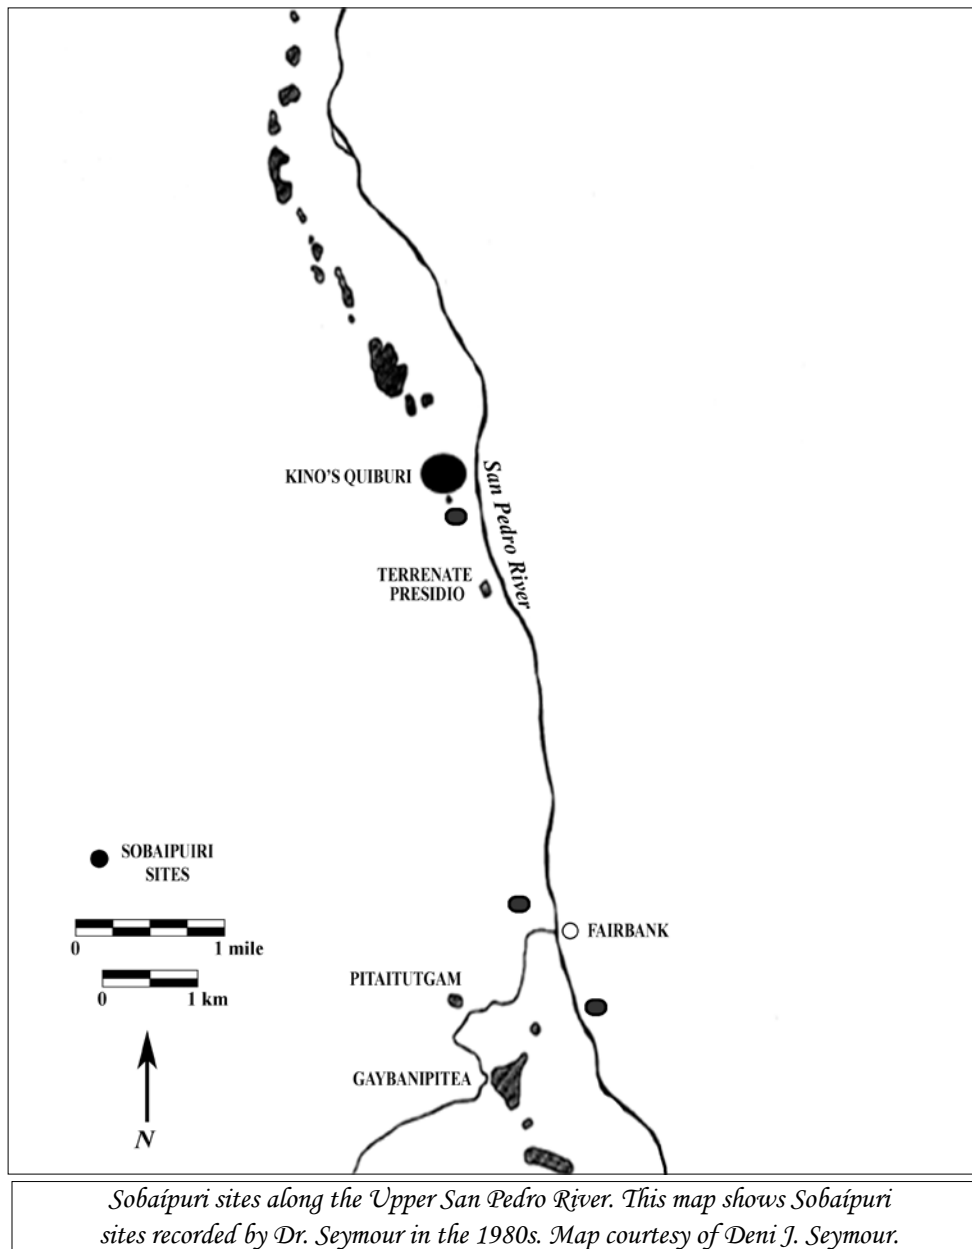 KINO'S QUIBURI
San Pedro River
TERRENATE
PRESIDIO
SOBAIPUIRI
SITES
0 1 mile
0 1 km
N
FAIRBANK
PITAITUTGAM
GAYBANIPITEA
Sobaípuri sites along the Upper San Pedro River. This map shows Sobaípuri
sites recorded by Dr. Seymour in the 1980s. Map courtesy of Deni J. Seymour.